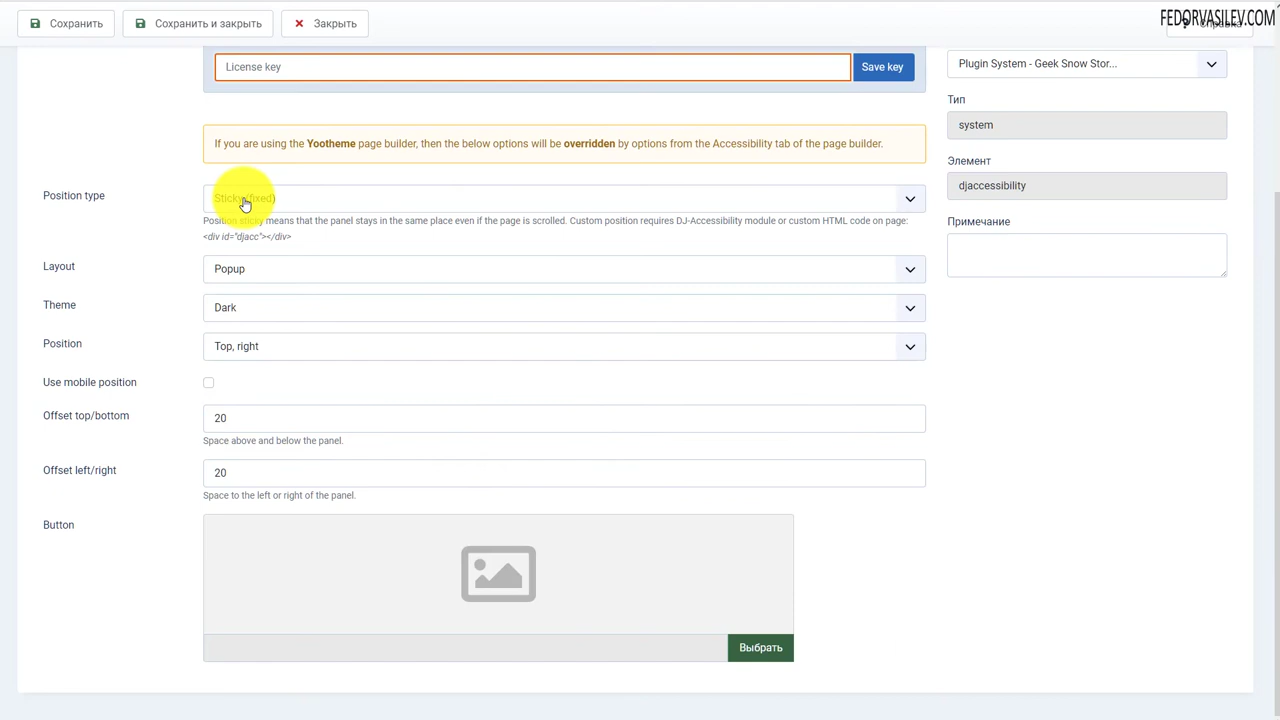 Сохранить
Сохранить и закрыть
Закрыть
FEDORVASILEV.COM
License key
Save key
Plugin System - Geek Snow Stor...
Тип
system
If you are using the Yootheme page builder, then the below options will be overridden by options from the Accessibility tab of the page builder.
Элемент
djaccessibility
Position type
Sticky (fixed)
Position sticky means that the panel stays in the same place even if the page is scrolled. Custom position requires DJ-Accessibility module or custom HTML code on page:
<div id="djacc"></div>
Примечание
Layout
Popup
Theme
Dark
Position
Top, right
Use mobile position
Offset top/bottom
20
Space above and below the panel.
Offset left/right
20
Space to the left or right of the panel.
Button
Выбрать